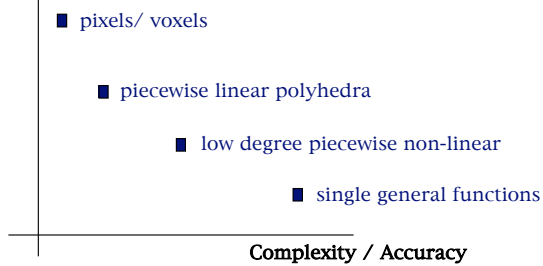 pixels/ voxels
piecewise linear polyhedra
low degree piecewise non-linear
single general functions
Complexity / Accuracy